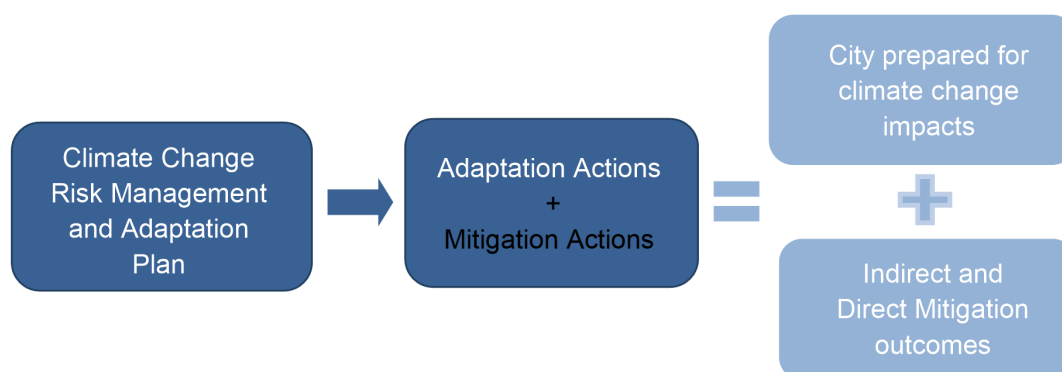 Climate Change
Risk Management
and Adaptation
Plan
Adaptation Actions
+
Mitigation Actions
City prepared for
climate change
impacts
Indirect and
Direct Mitigation
outcomes